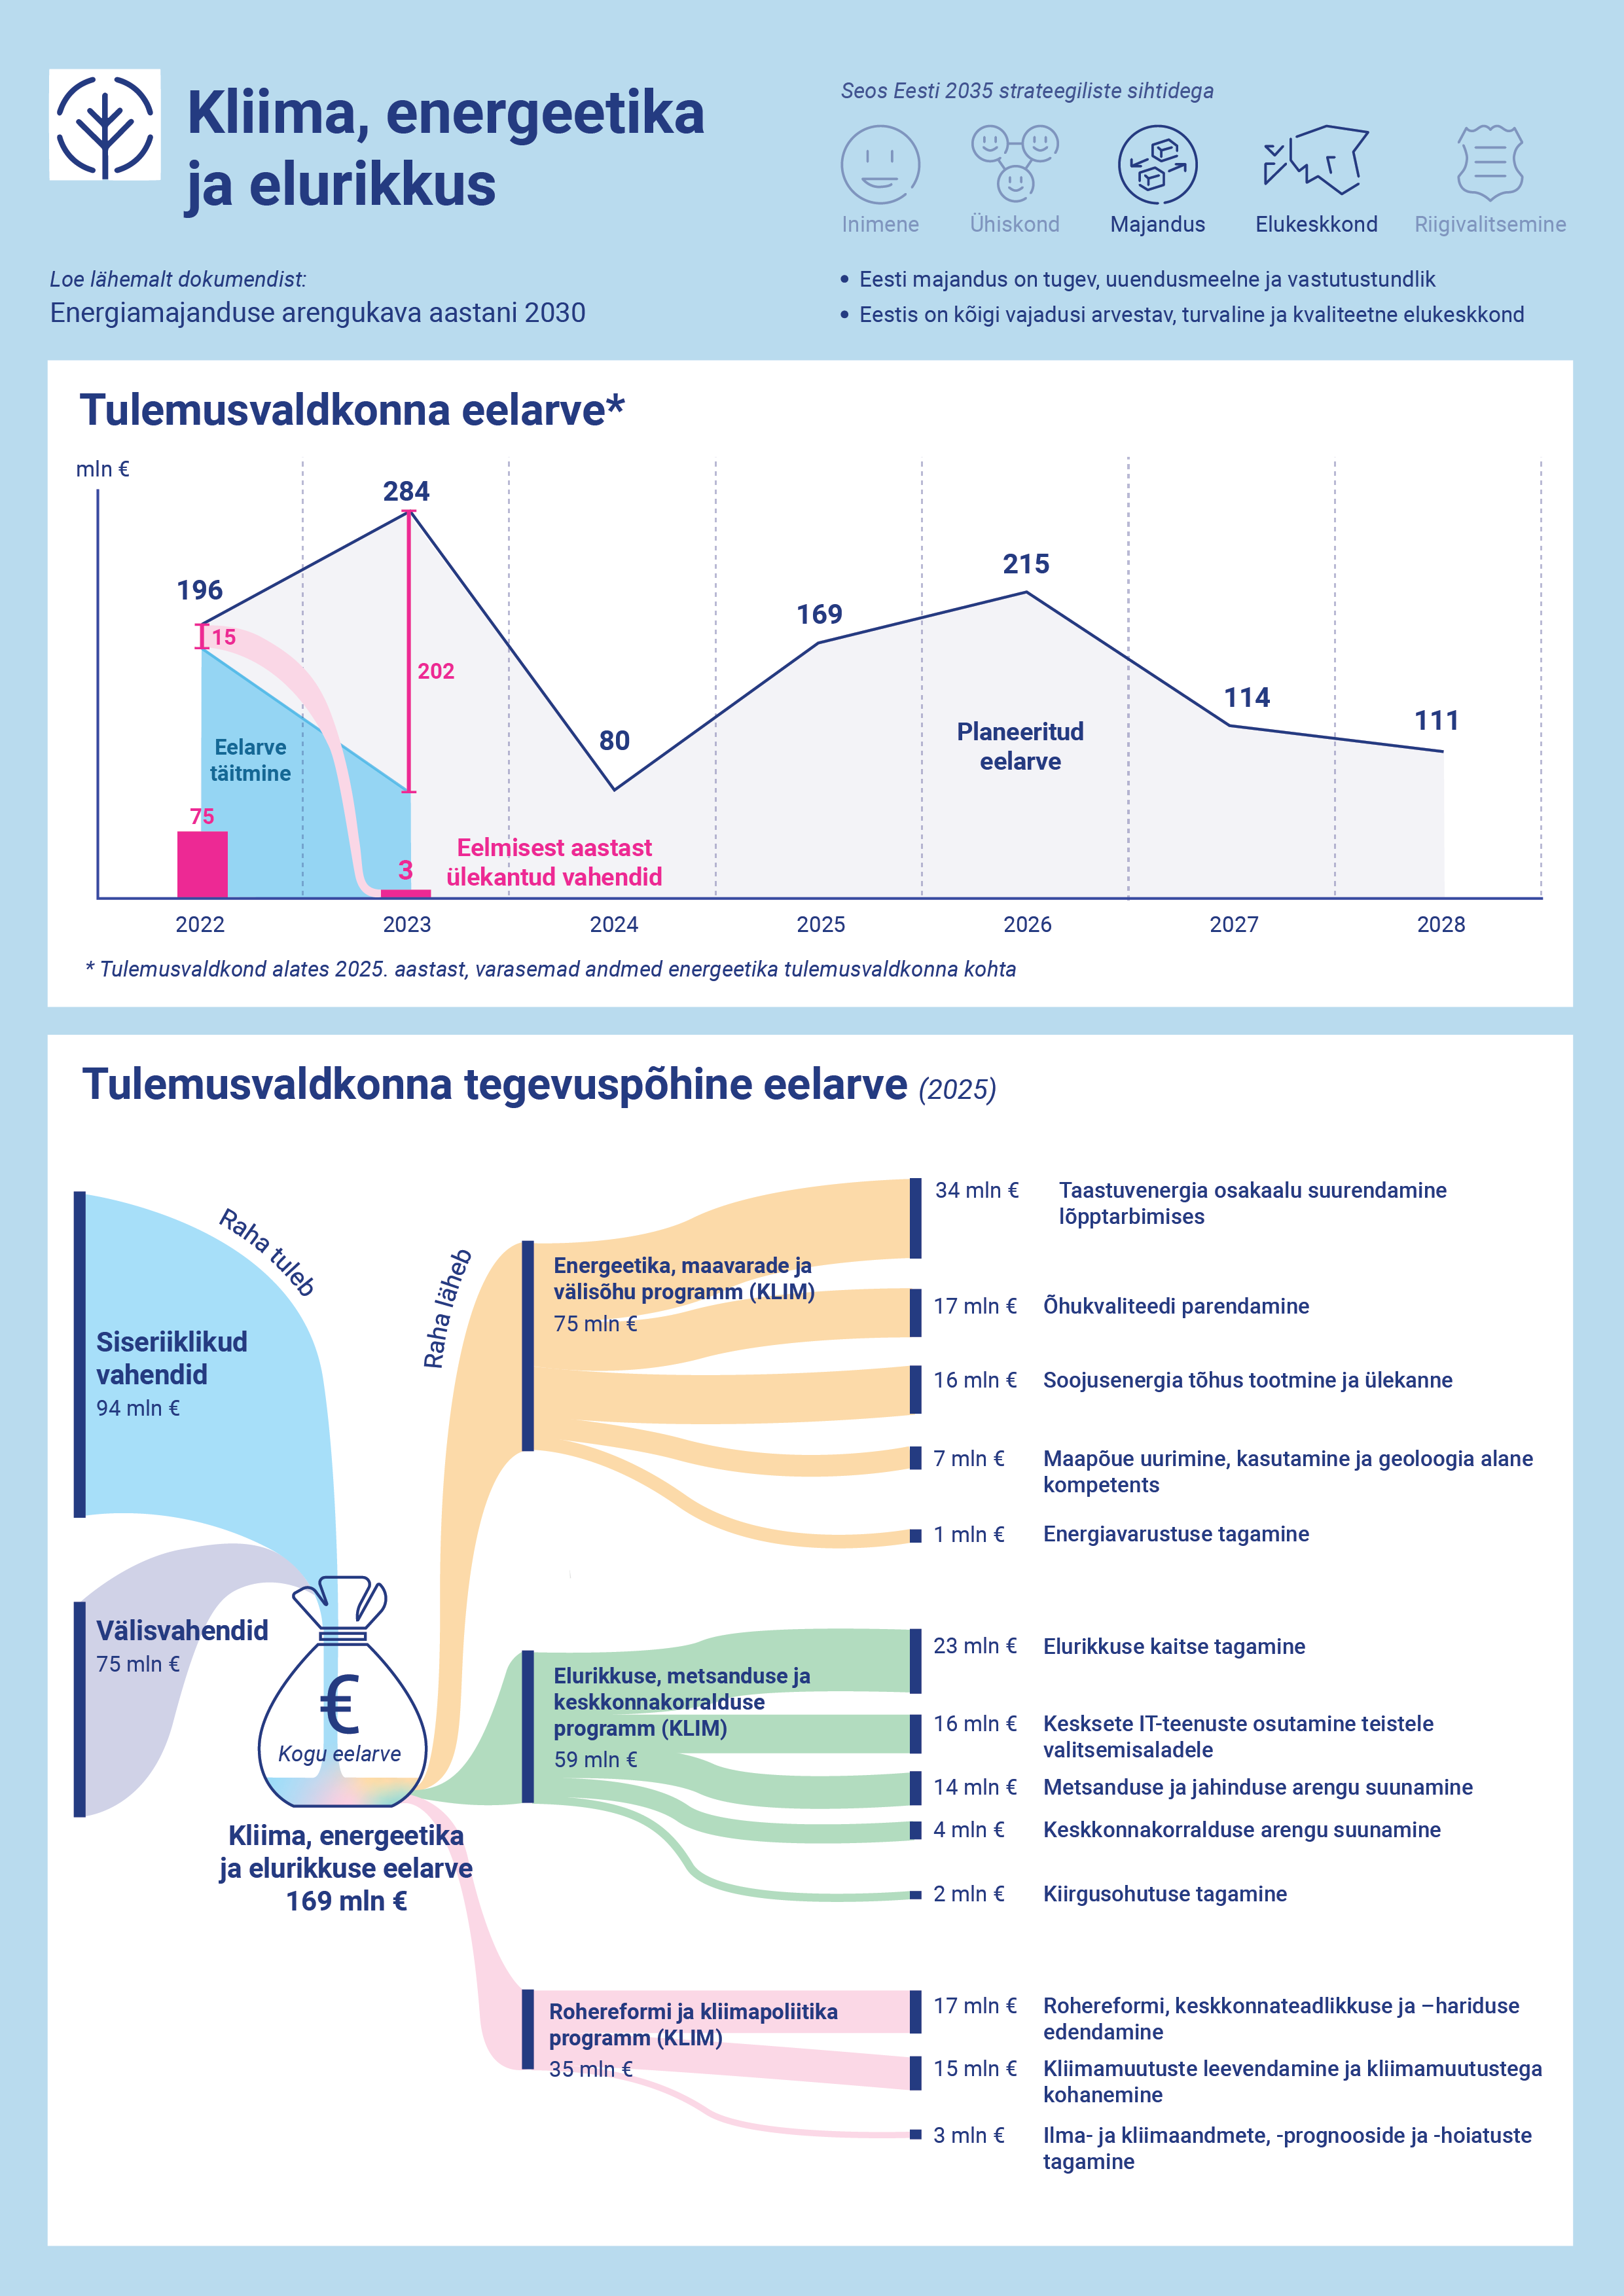 Kliima, energeetika
ja elurikkus
Loe lähemalt dokumendist:
Energiamajanduse arengukava aastani 2030
Seos Eesti 2035 strateegiliste sihtidega
Inimene
Ühiskond
Majandus
Elukeskkond
Riigivalitsemine
• Eesti majandus on tugev, uuendusmeelne ja vastutustundlik
• Eestis on kõigi vajadusi arvestav, turvaline ja kvaliteetne elukeskkond
Tulemusvaldkonna eelarve*
mln €
196
284
80
169
215
114
111
15
202
75
3
Eelarve
täitmine
Planeeritud
eelarve
Eelmisest aastast
ülekantud vahendid
2022
2023
2024
2025
2026
2027
2028
* Tulemusvaldkond alates 2025. aastast, varasemad andmed energeetika tulemusvaldkonna kohta
Tulemusvaldkonna tegevuspõhine eelarve (2025)
Raha tuleb
Siseriiklikud
vahendid
94 mln €
Välisvahendid
75 mln €
€
Kogu eelarve
Kliima, energeetika
ja elurikkuse eelarve
169 mln €
Raha läheb
Energeetika, maavarade ja
välisõhu programm (KLIM)
75 mln €
34 mln € Taastuvenergia osakaalu suurendamine
lõpptarbimises
17 mln € Õhukvaliteedi parendamine
16 mln € Soojusenergia tõhus tootmine ja ülekanne
7 mln € Maapõue uurimine, kasutamine ja geoloogia alane
kompetents
1 mln € Energiavarustuse tagamine
Elurikkuse, metsanduse ja
keskkonnakorralduse
programm (KLIM)
59 mln €
23 mln € Elurikkuse kaitse tagamine
16 mln € Kesksete IT-teenuste osutamine teistele
valitsemisaladele
14 mln € Metsanduse ja jahinduse arengu suunamine
4 mln € Keskkonnakorralduse arengu suunamine
2 mln € Kiirgusohutuse tagamine
Rohereformi ja kliimapoliitika
programm (KLIM)
35 mln €
17 mln € Rohereformi, keskkonnateadlikkuse ja –hariduse
edendamine
15 mln € Kliimamuutuste leevendamine ja kliimamuutustega
kohanemine
3 mln € Ilma- ja kliimaandmete, -prognooside ja -hoiatuste
tagamine